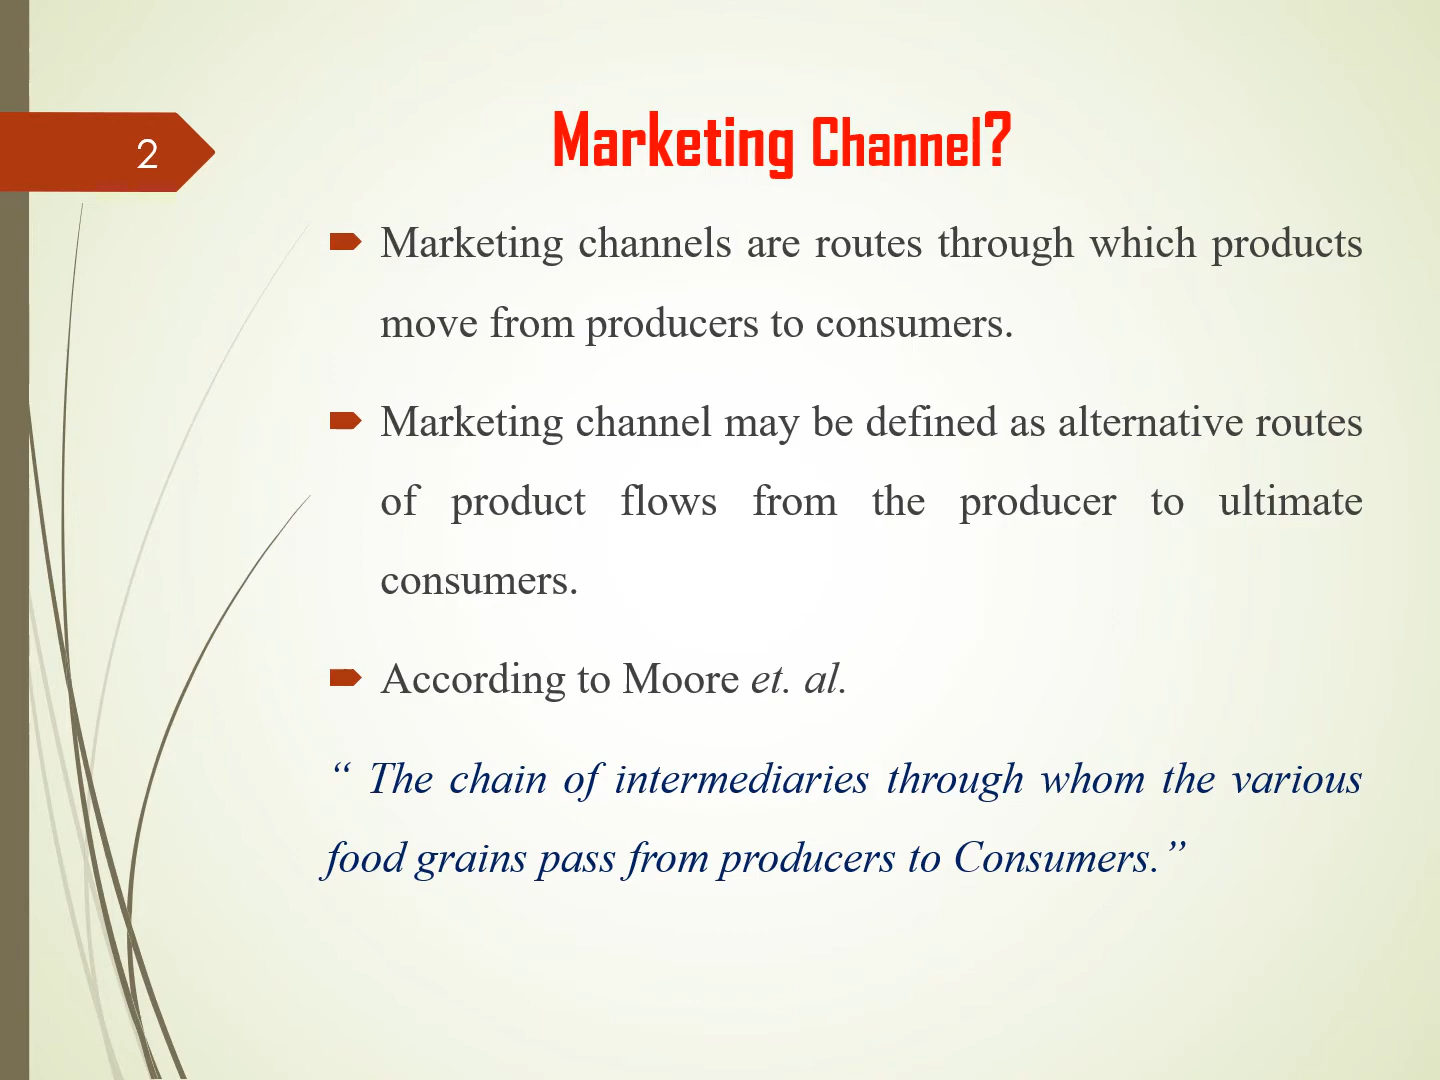 2
Marketing Channel?
Marketing channels are routes through which products
move from producers to consumers.
Marketing channel may be defined as alternative routes
of product flows from the producer to ultimate
consumers.
According to Moore et. al.
“ The chain of intermediaries through whom the various
food grains pass from producers to Consumers.”